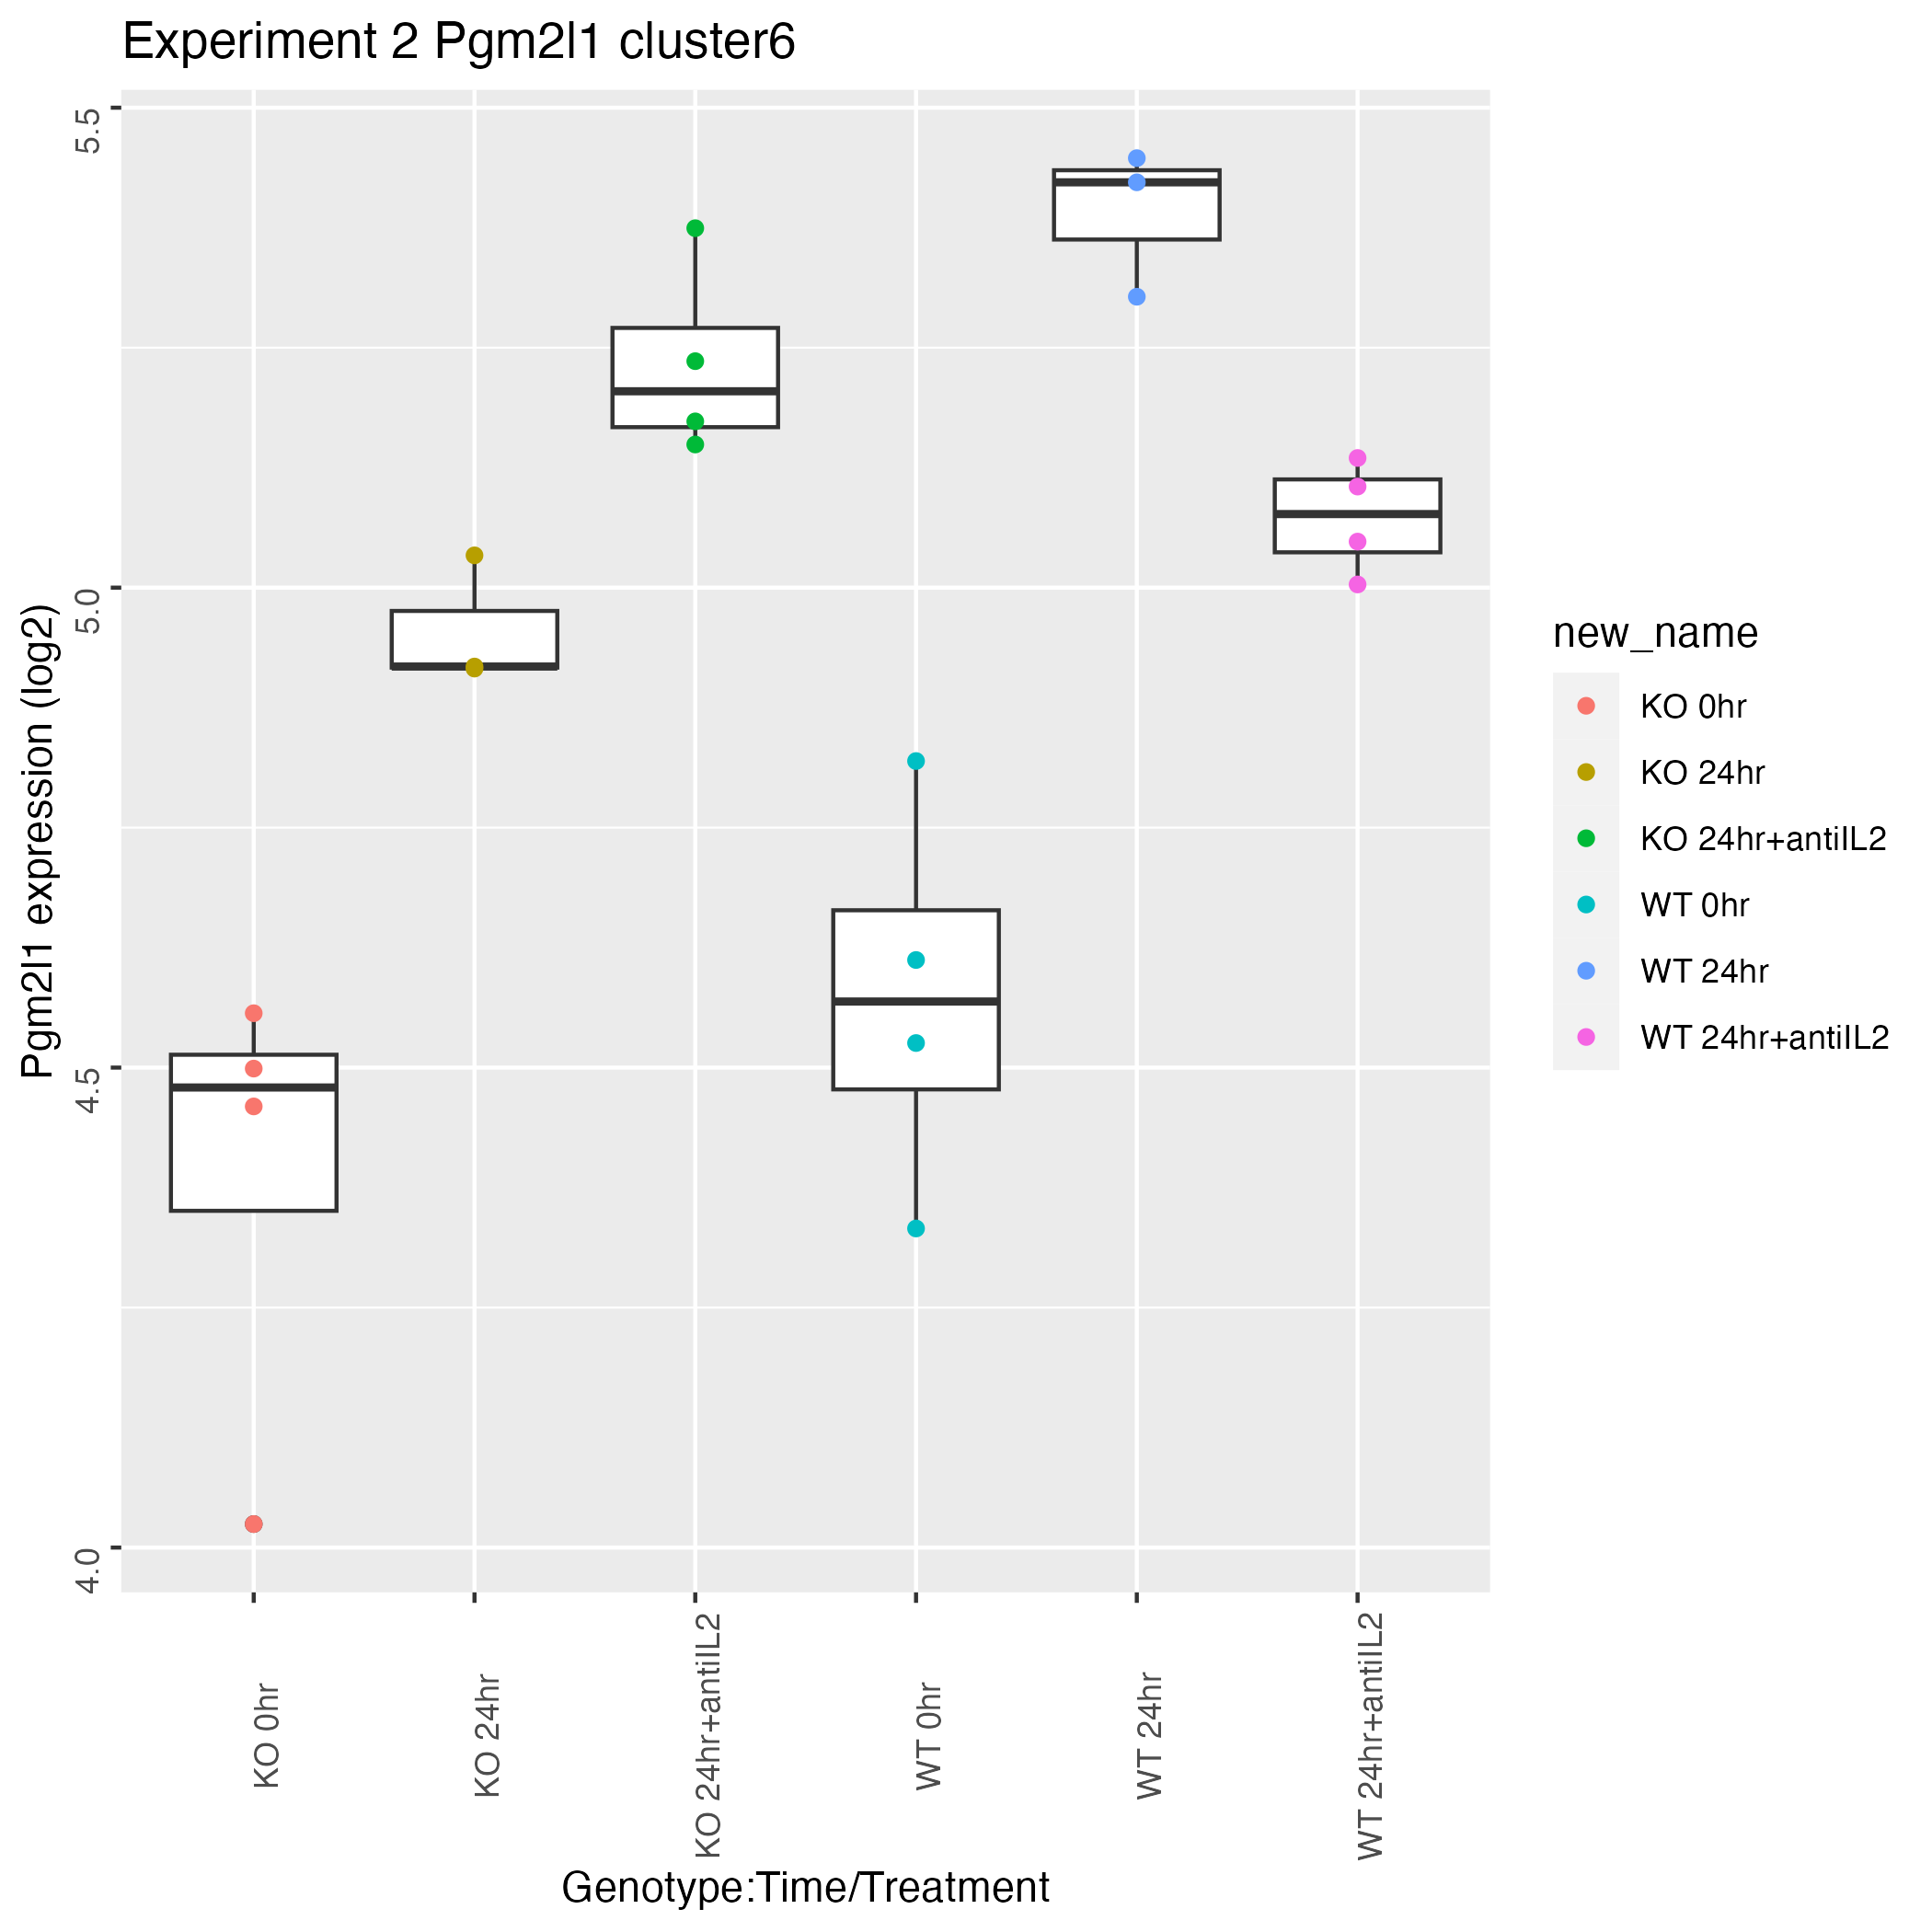 Experiment 2 Pgm2l1 cluster6
Pgm2l1 expression (log2)
5.5
5.0
4.5
4.0
KO 0hr
KO 24hr
KO 24hr+antiIL2
WT 0hr
WT 24hr
WT 24hr+antiIL2
Genotype:Time/Treatment
new_name
KO 0hr
KO 24hr
KO 24hr+antiIL2
WT 0hr
WT 24hr
WT 24hr+antiIL2